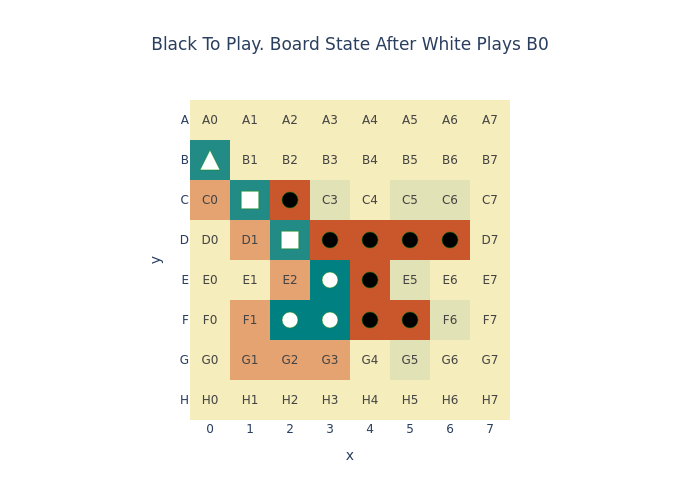 Black To Play. Board State After White Plays B0
A A0 A1 A2 A3 A4 A5 A6 A7
B B1 B2 B3 B4 B5 B6 B7
C C0 C3 C4 C5 C6 C7
D D0 D1 D7
y
E E0 E1 E2 E5 E6 E7
F F0 F1 F6 F7
G G0 G1 G2 G3 G4 G5 G6 G7
H H0 H1 H2 H3 H4 H5 H6 H7
0 1 2 3 4 5 6 7
x